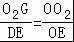 O₂G/DE = OO₂/OE